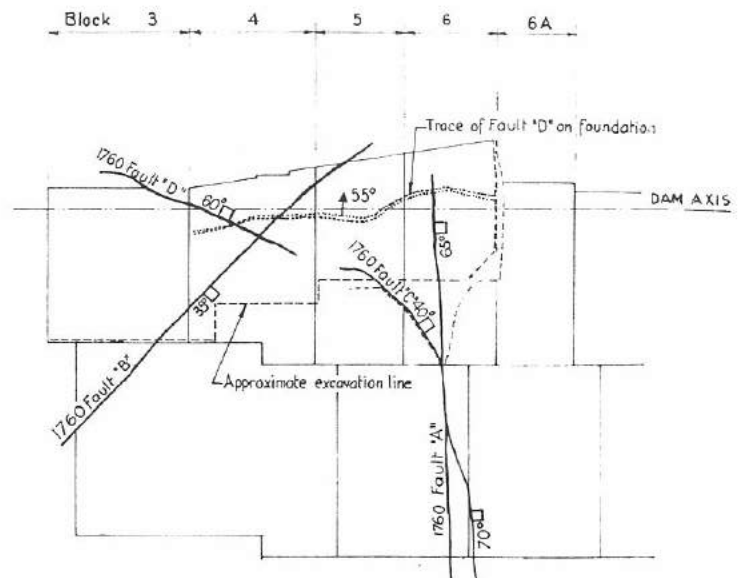 Block 3 4 5 6 6A
Trace of Fault "D" on foundation
1760 Fault "D"
60°
55°
DAM AXIS
65°
1760 Fault "C" 40°
35°
Approximate excavation line
1760 Fault "B"
1760 Fault "A"
70°